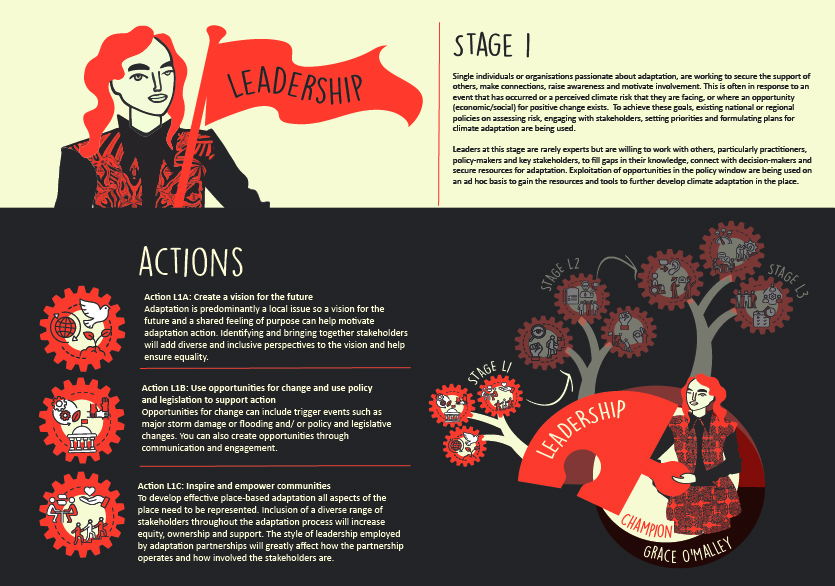 LEADERSHIP
STAGE 1
Single individuals or organisations passionate about adaptation, are working to secure the support of
others, make connections, raise awareness and motivate involvement. This is often in response to an
event that has occurred or a perceived climate risk that they are facing, or where an opportunity
(economic/social) for positive change exists. To achieve these goals, existing national or regional
policies on assessing risk, engaging with stakeholders, setting priorities and formulating plans for
climate adaptation are being used.
Leaders at this stage are rarely experts but are willing to work with others, particularly practitioners,
policy-makers and key stakeholders, to fill gaps in their knowledge, connect with decision-makers and
secure resources for adaptation. Exploitation of opportunities in the policy window are being used on
an ad hoc basis to gain the resources and tools to further develop climate adaptation in the place.
ACTIONS
Action L1A: Create a vision for the future
Adaptation is predominantly a local issue so a vision for the
future and a shared feeling of purpose can help motivate
adaptation action. Identifying and bringing together stakeholders
will add diverse and inclusive perspectives to the vision and help
ensure equality.
Action L1B: Use opportunities for change and use policy
and legislation to support action
Opportunities for change can include trigger events such as
major storm damage or flooding and/ or policy and legislative
changes. You can also create opportunities through
communication and engagement.
Action L1C: Inspire and empower communities
To develop effective place-based adaptation all aspects of the
place need to be represented. Inclusion of a diverse range of
stakeholders throughout the adaptation process will increase
equity, ownership and support. The style of leadership employed
by adaptation partnerships will greatly affect how the partnership
operates and how involved the stakeholders are.
STAGE L1
STAGE L2
STAGE L3
LEADERSHIP
CHAMPION
GRACE O'MALLEY